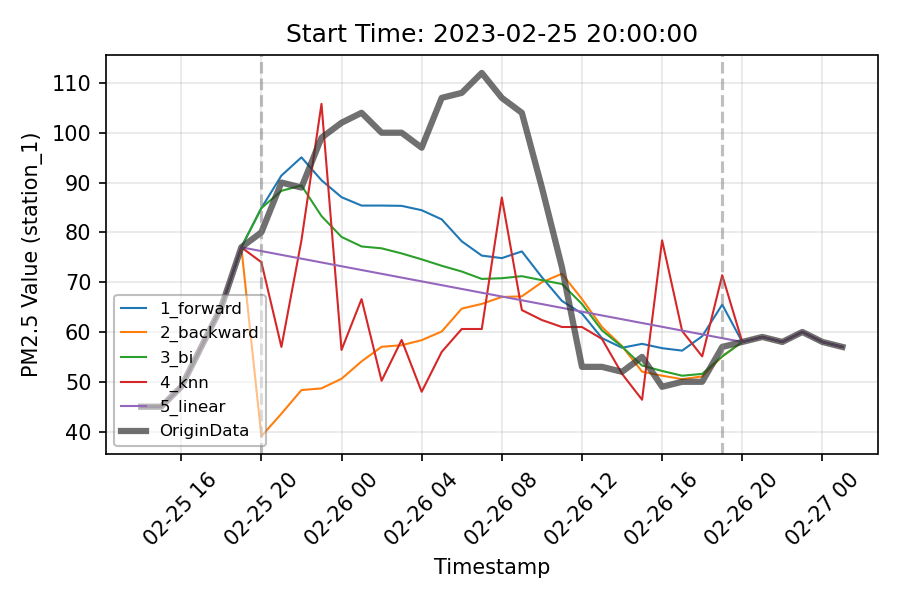 Start Time: 2023-02-25 20:00:00
PM2.5 Value (station_1)
110
100
90
80
70
60
50
40
1_forward
2_backward
3_bi
4_knn
5_linear
OriginData
02-25 16
02-25 20
02-26 00
02-26 04
02-26 08
02-26 12
02-26 16
02-26 20
02-27 00
Timestamp